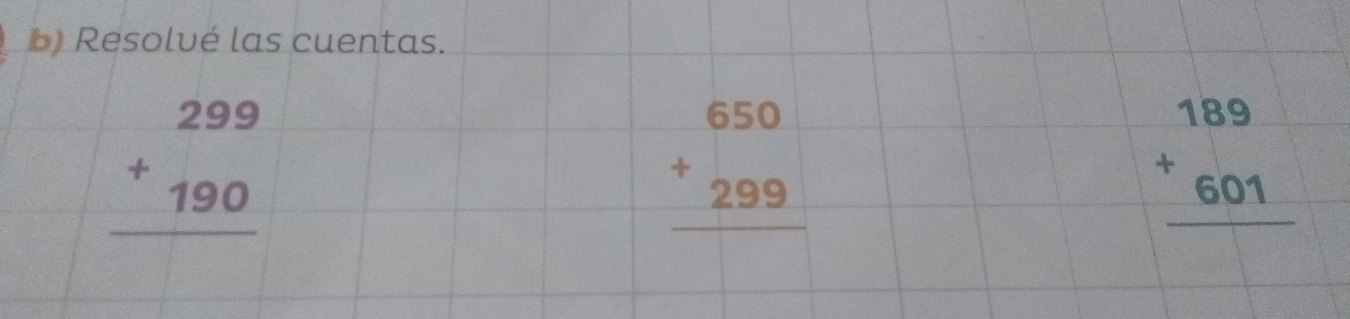 b) Resolvé las cuentas.
299 650 189
+ + +
190 299 601